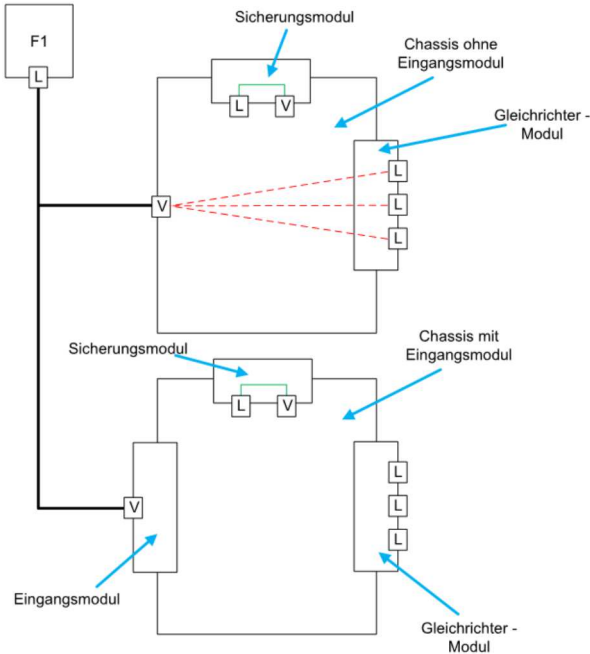 F1
L
Sicherungsmodul
L
V
Chassis ohne
Eingangsmodul
Gleichrichter -
Modul
V
L
L
L
Sicherungsmodul
L
V
Chassis mit
Eingangsmodul
V
L
L
L
Eingangsmodul
Gleichrichter -
Modul